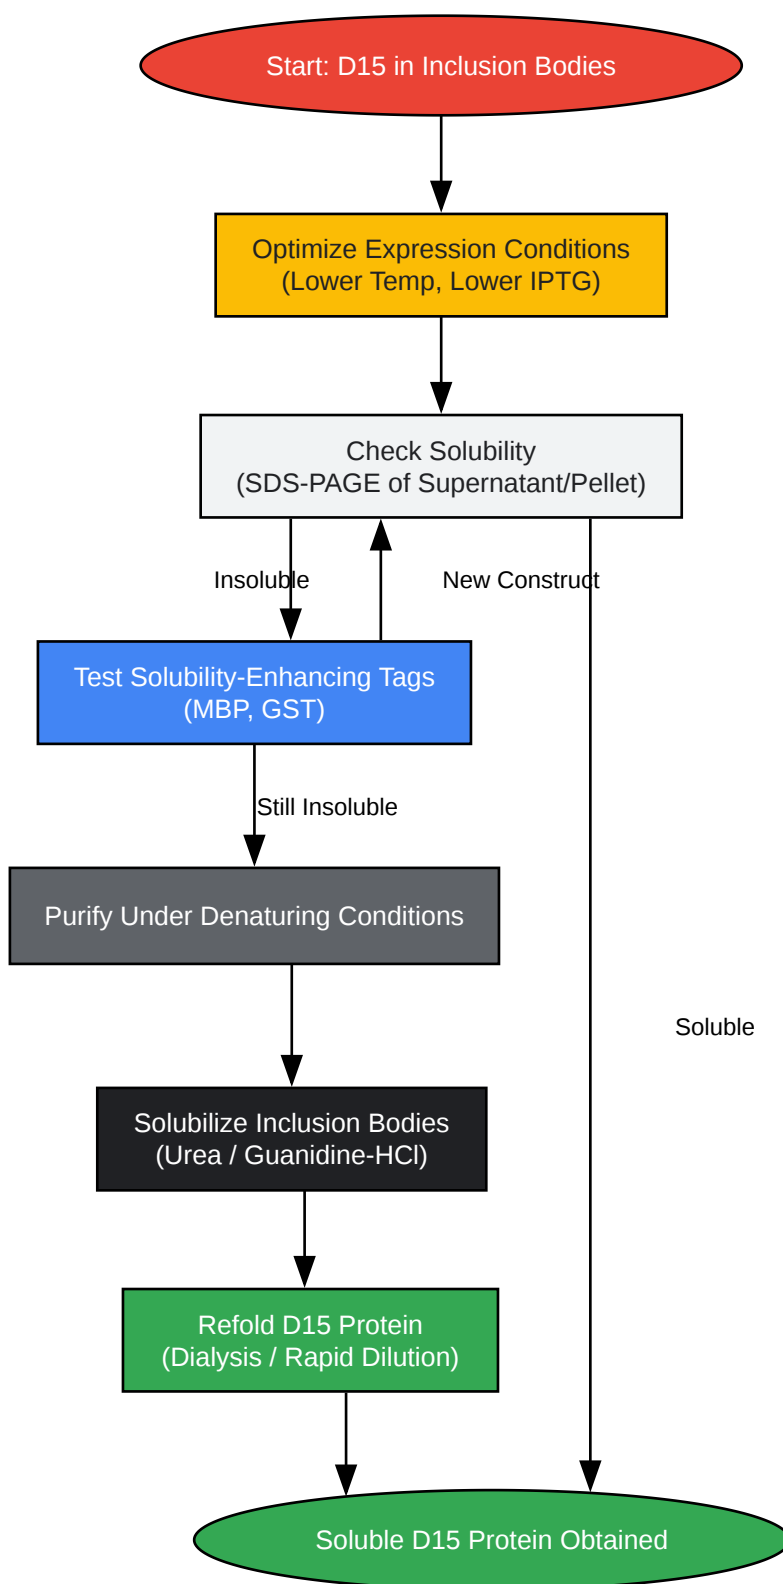 Start: D15 in Inclusion Bodies
Optimize Expression Conditions
(Lower Temp, Lower IPTG)
Check Solubility
(SDS-PAGE of Supernatant/Pellet)
Insoluble
New Construct
Test Solubility-Enhancing Tags
(MBP, GST)
Still Insoluble
Purify Under Denaturing Conditions
Soluble
Solubilize Inclusion Bodies
(Urea / Guanidine-HCl)
Refold D15 Protein
(Dialysis / Rapid Dilution)
Soluble D15 Protein Obtained